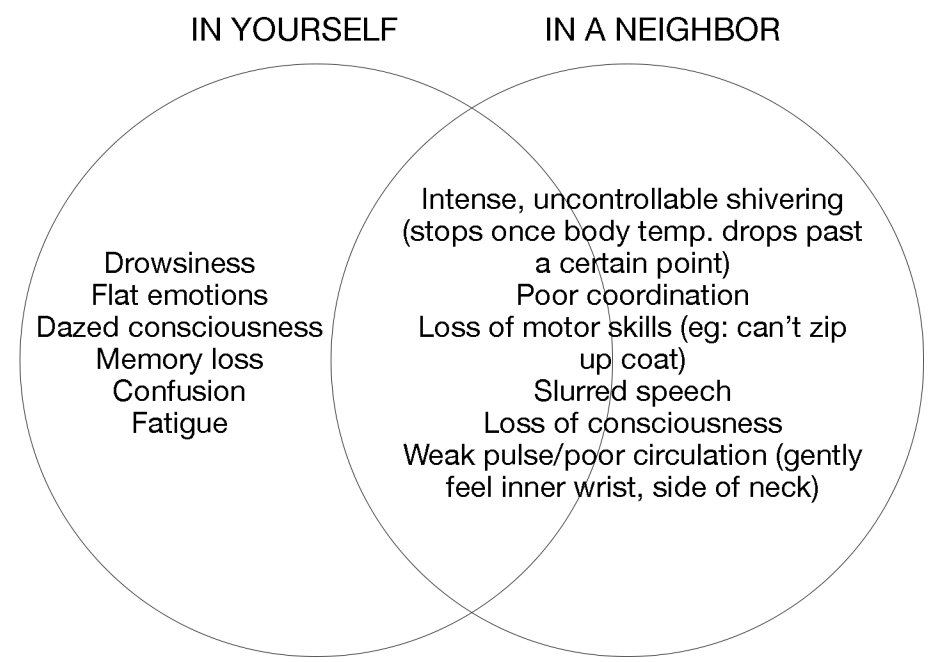 IN YOURSELF
IN A NEIGHBOR
Drowsiness
Flat emotions
Dazed consciousness
Memory loss
Confusion
Fatigue
Intense, uncontrollable shivering
(stops once body temp. drops past
a certain point)
Poor coordination
Loss of motor skills (eg: can’t zip
up coat)
Slurred speech
Loss of consciousness
Weak pulse/poor circulation (gently
feel inner wrist, side of neck)